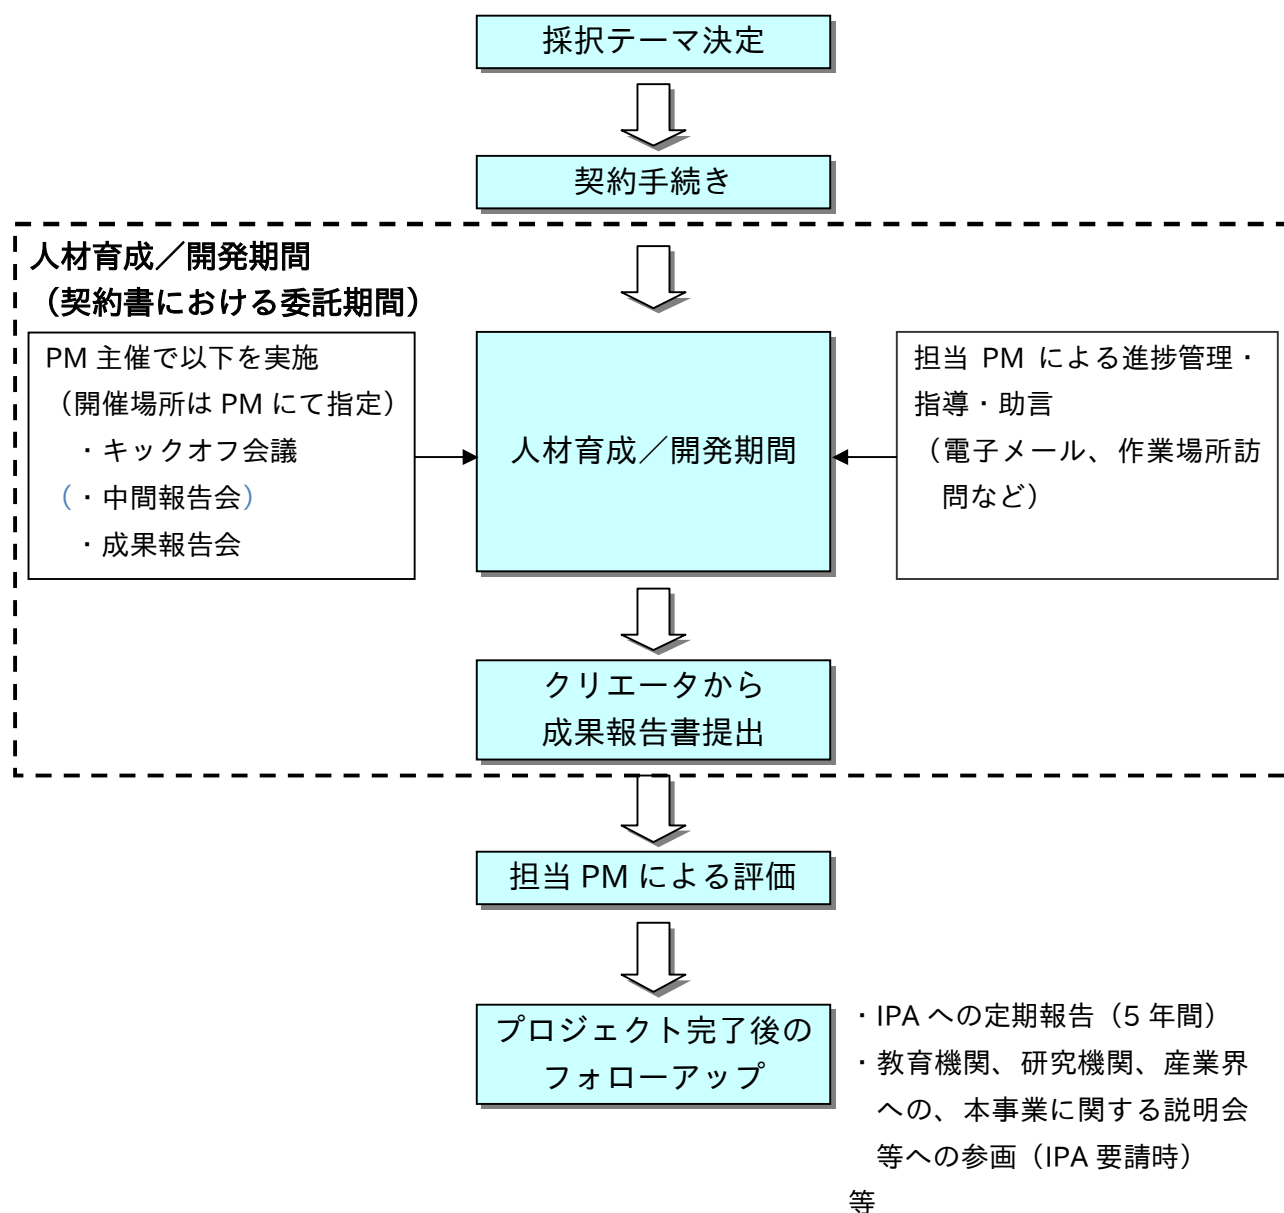 採択テーマ決定
契約手続き
人材育成／開発期間
（契約書における委託期間）
PM 主催で以下を実施
（開催場所は PM にて指定）
・キックオフ会議
（・中間報告会）
・成果報告会
人材育成／開発期間
担当 PM による進捗管理・
指導・助言
（電子メール、作業場所訪
問など）
クリエータから
成果報告書提出
担当 PM による評価
プロジェクト完了後の
フォローアップ
・IPA への定期報告（5 年間）
・教育機関、研究機関、産業界
への、本事業に関する説明会
等への参画（IPA 要請時）
等